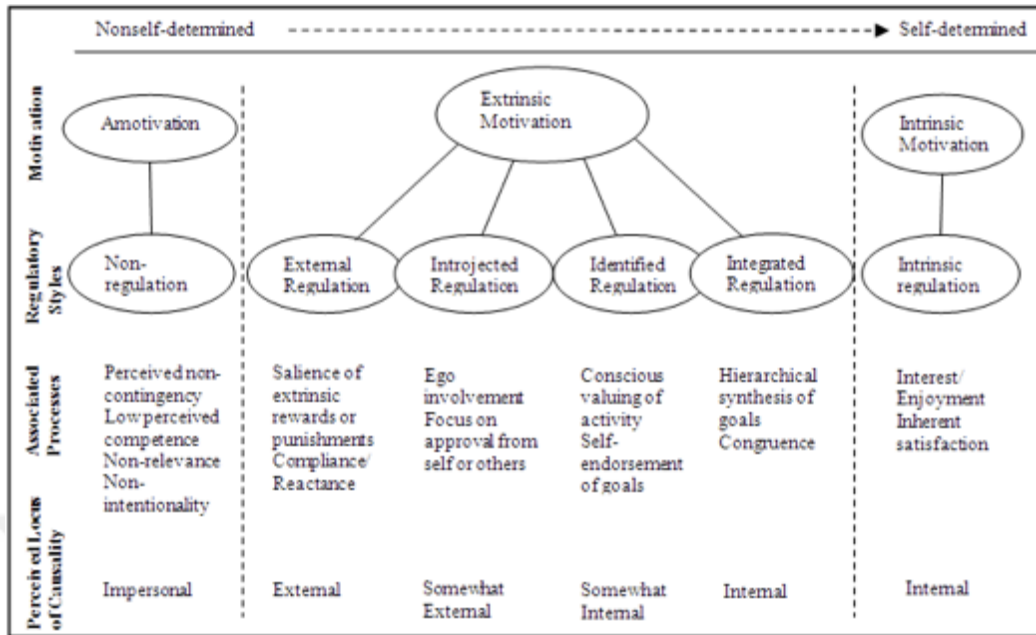 Nonself-determined
Self-determined
Motivation
Amotivation
Extrinsic
Motivation
Intrinsic
Motivation
Regulatory
Styles
Non-
regulation
External
Regulation
Introjected
Regulation
Identified
Regulation
Integrated
Regulation
Intrinsic
regulation
Associated
Processes
Perceived non-
contingency
Low perceived
competence
Non-relevance
Non-
intentionality
Salience of
extrinsic
rewards or
punishments
Compliance/
Reactance
Ego
involvement
Focus on
approval from
self or others
Conscious
valuing of
activity
Self-
endorsement
of goals
Hierarchical
synthesis of
goals
Congruence
Interest/
Enjoyment
Inherent
satisfaction
Perceived Locus
of Causality
Impersonal
External
Somewhat
External
Somewhat
Internal
Internal
Internal